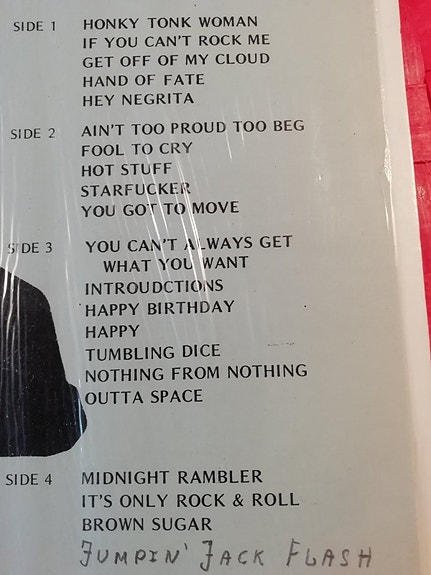 SIDE 1 HONKY TONK WOMAN
IF YOU CAN'T ROCK ME
GET OFF OF MY CLOUD
HAND OF FATE
HEY NEGRITA
SIDE 2 AIN'T TOO PROUD TOO BEG
FOOL TO CRY
HOT STUFF
STARFUCKER
YOU GOT TO MOVE
SIDE 3 YOU CAN'T ALWAYS GET
WHAT YOU WANT
INTROUDCTIONS
HAPPY BIRTHDAY
HAPPY
TUMBLING DICE
NOTHING FROM NOTHING
OUTTA SPACE
SIDE 4 MIDNIGHT RAMBLER
IT'S ONLY ROCK & ROLL
BROWN SUGAR
JUMPIN' JACK FLASH